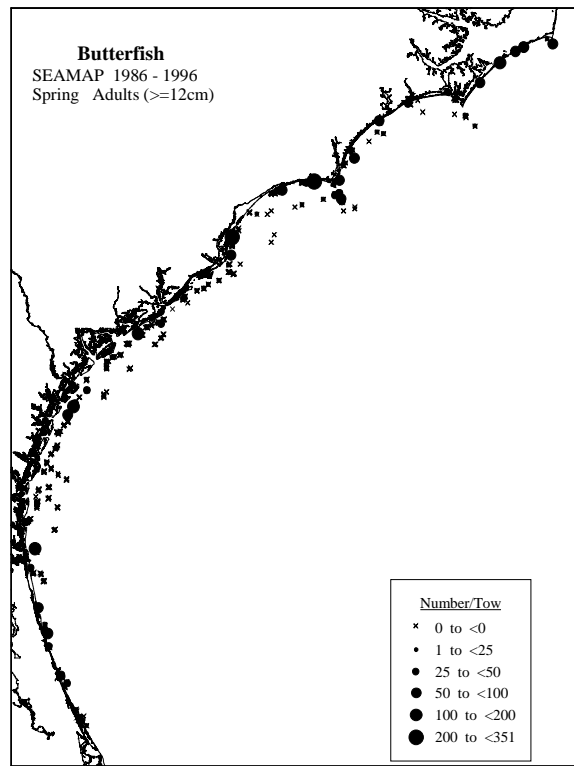 Butterfish
SEAMAP 1986 - 1996
Spring Adults (>=12cm)
Number/Tow
0 to <0
1 to <25
25 to <50
50 to <100
100 to <200
200 to <351